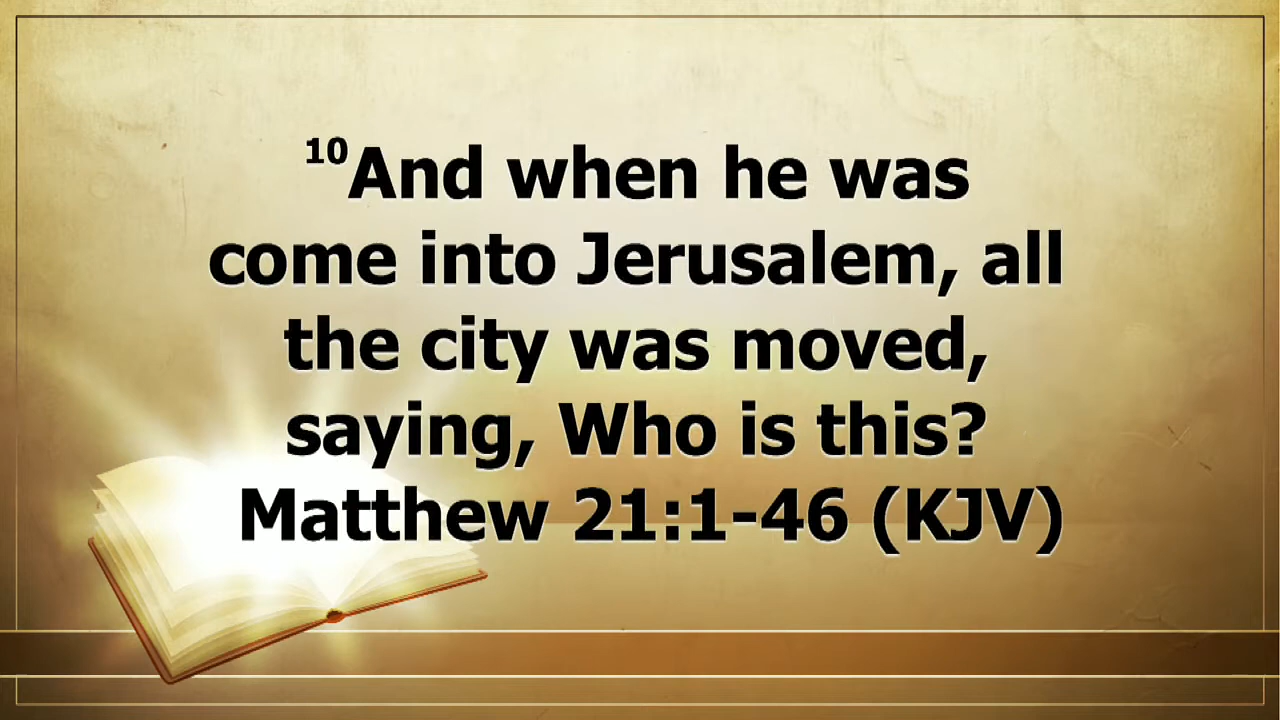 ¹⁰And when he was
come into Jerusalem, all
the city was moved,
saying, Who is this?
Matthew 21:1-46 (KJV)